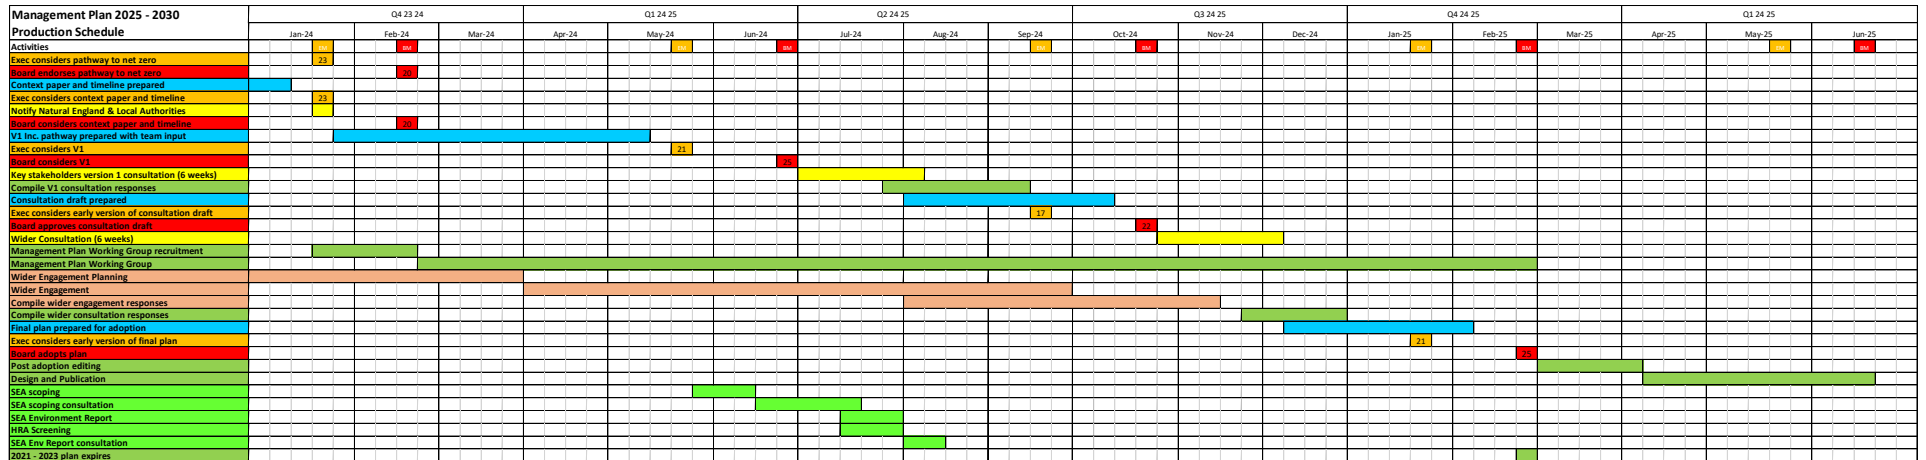 Management Plan 2025 - 2030
Q4 23 24 Q1 24 25 Q2 24 25 Q3 24 25 Q4 24 25 Q1 24 25
Production Schedule
Jan-24 Feb-24 Mar-24 Apr-24 May-24 Jun-24 Jul-24 Aug-24 Sep-24 Oct-24 Nov-24 Dec-24 Jan-25 Feb-25 Mar-25 Apr-25 May-25 Jun-25
Activities EM BM EM BM EM BM EM BM EM BM
Exec considers pathway to net zero 23
Board endorses pathway to net zero 20
Context paper and timeline prepared
Exec considers context paper and timeline 23
Notify Natural England & Local Authorities
Board considers context paper and timeline 20
V1 Inc. pathway prepared with team input
Exec considers V1 21
Board considers V1 25
Key stakeholders version 1 consultation (6 weeks)
Compile V1 consultation responses
Consultation draft prepared
Exec considers early version of consultation draft 17
Board approves consultation draft 22
Wider Consultation (6 weeks)
Management Plan Working Group recruitment
Management Plan Working Group
Wider Engagement Planning
Wider Engagement
Compile wider engagement responses
Compile wider consultation responses
Final plan prepared for adoption
Exec considers early version of final plan 21
Board adopts plan 25
Post adoption editing
Design and Publication
SEA scoping
SEA scoping consultation
SEA Environment Report
HRA Screening
SEA Env Report consultation
2021 - 2023 plan expires